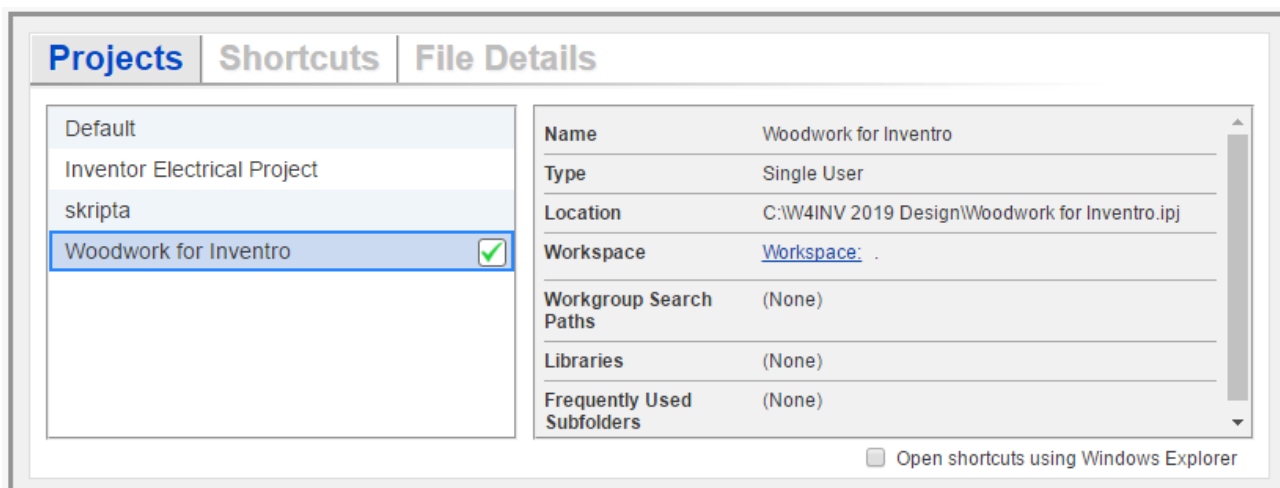 Projects Shortcuts File Details
Default
Inventor Electrical Project
skripta
Woodwork for Inventro
Name Woodwork for Inventro
Type Single User
Location C:\W4INV 2019 Design\Woodwork for Inventro.ipj
Workspace Workspace: .
Workgroup Search (None)
Paths
Libraries (None)
Frequently Used (None)
Subfolders
Open shortcuts using Windows Explorer